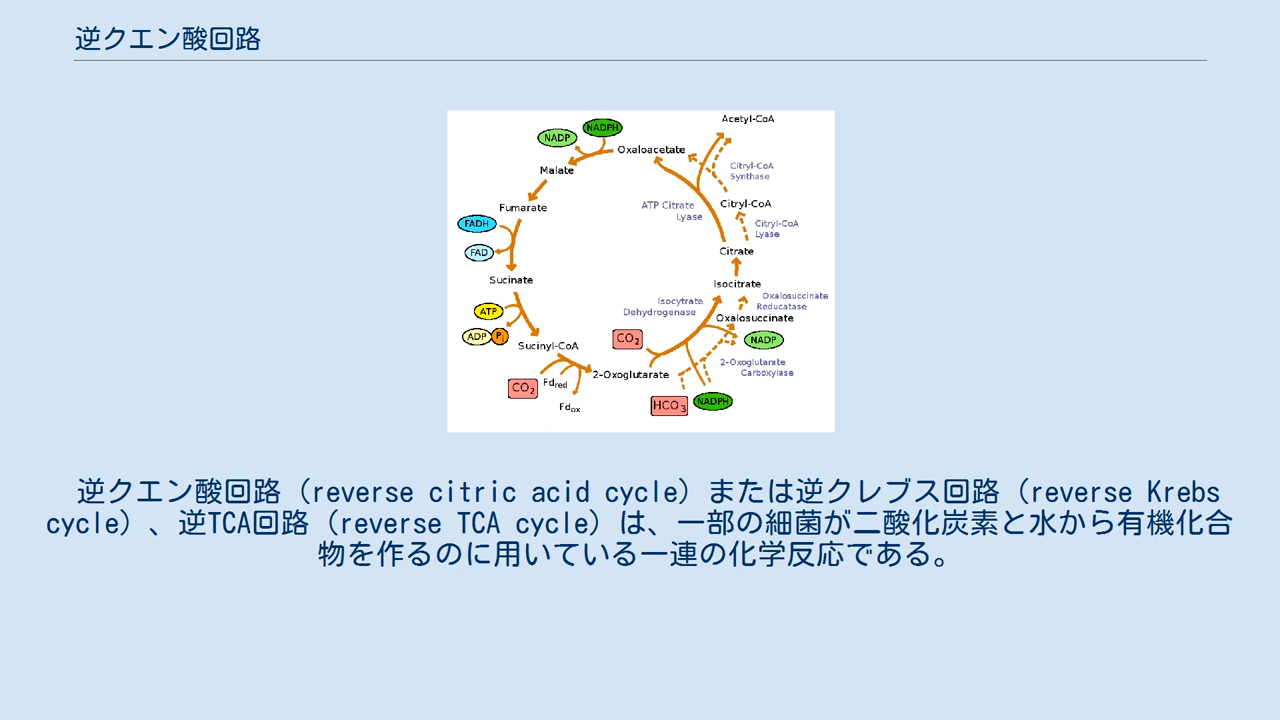 逆クエン酸回路
Acetyl-CoA
NADPH
NADP
Oxaloacetate
Malate
Citryl-CoA
Synthase
Fumarate
ATP Citrate
Lyase
Citryl-CoA
FADH
Citryl-CoA
Lyase
FAD
Citrate
Sucinate
Isocitrate
Isocytrate
Dehydrogenase
Oxalosuccinate
Reducatase
ATP
Oxalosuccinate
ADP
Pi
CO2
NADP
Sucinyl-CoA
2-Oxoglutarate
Carboxylase
2-Oxoglutarate
CO2
Fdred
Fdox
HCO3
NADPH
逆クエン酸回路（reverse citric acid cycle）または逆クレブス回路（reverse Krebs
cycle）、逆TCA回路（reverse TCA cycle）は、一部の細菌が二酸化炭素と水から有機化合
物を作るのに用いている一連の化学反応である。